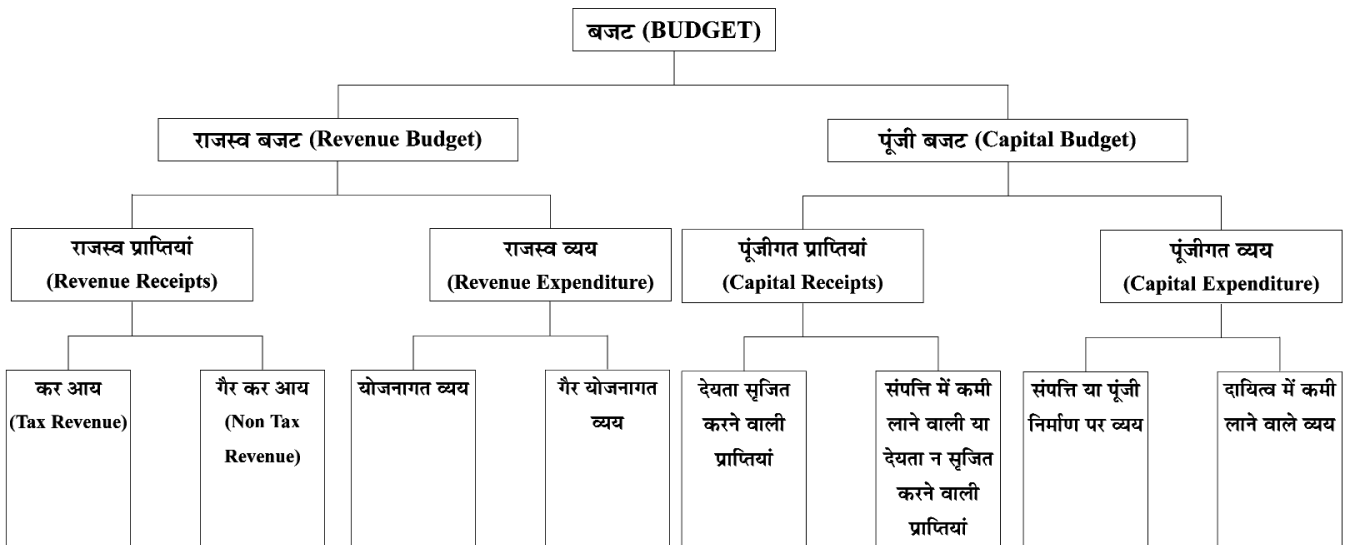 बजट (BUDGET)
राजस्व बजट (Revenue Budget)
पूंजी बजट (Capital Budget)
राजस्व प्राप्तियां
(Revenue Receipts)
राजस्व व्यय
(Revenue Expenditure)
पूंजीगत प्राप्तियां
(Capital Receipts)
पूंजीगत व्यय
(Capital Expenditure)
कर आय
(Tax Revenue)
गैर कर आय
(Non Tax
Revenue)
योजनागत व्यय
गैर योजनागत
व्यय
देयता सृजित
करने वाली
प्राप्तियां
संपत्ति में कमी
लाने वाली या
देयता न सृजित
करने वाली
प्राप्तियां
संपत्ति या पूंजी
निर्माण पर व्यय
दायित्व में कमी
लाने वाले व्यय